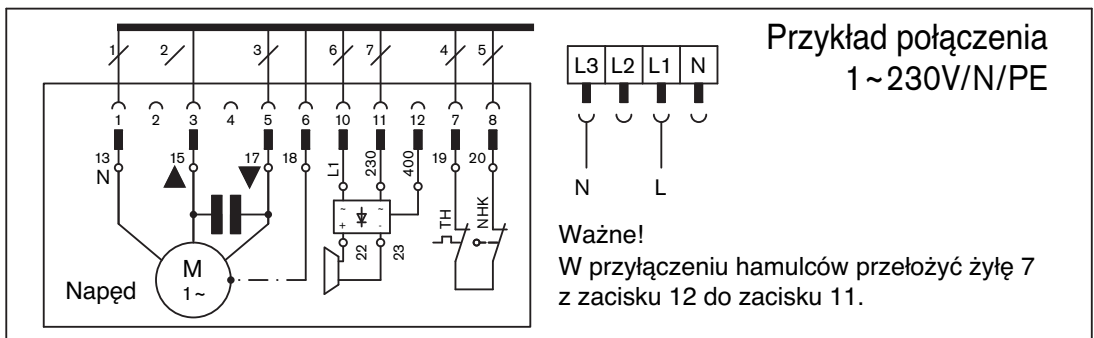 Przykład połączenia
1~230V/N/PE
1 2 3 6 7 4 5
L3 L2 L1 N
1 2 3 4 5 6 10 11 12 7 8
13 15 17 18 L1 230 400 19 20
N
N L
~ ~
+ -
TH NHK
22 23
M
1~
Napęd
Ważne!
W przyłączeniu hamulców przełożyć żyłę 7
z zacisku 12 do zacisku 11.